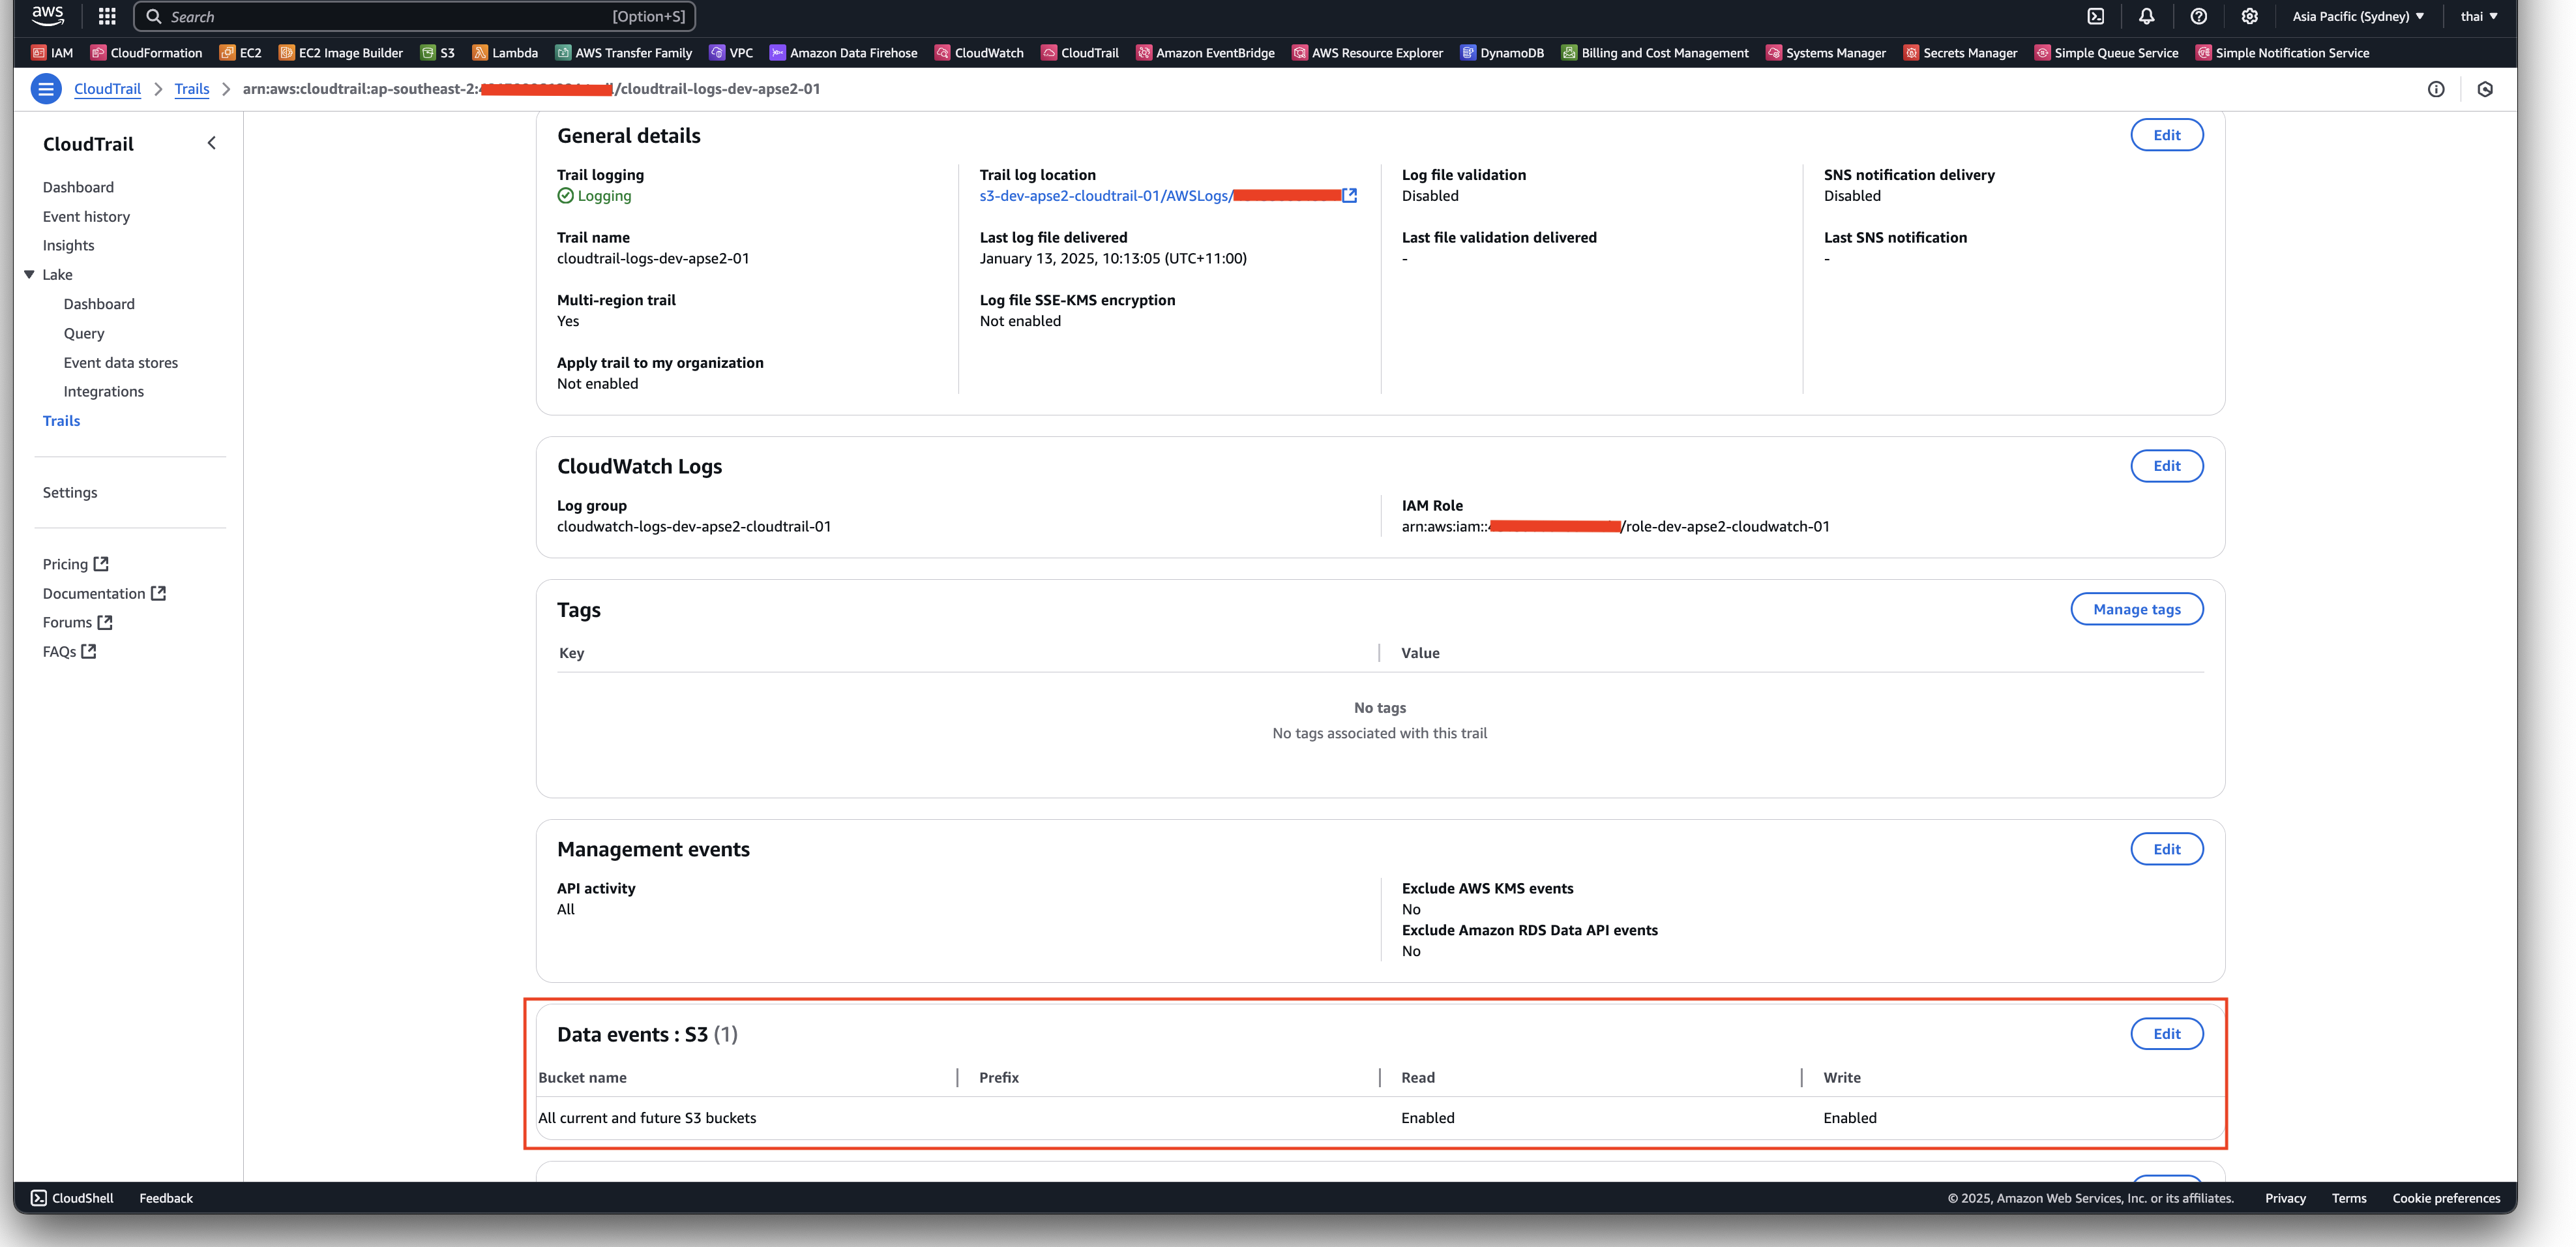 aws
Search [Option+S] Asia Pacific (Sydney) thai
IAM CloudFormation EC2 EC2 Image Builder S3 Lambda AWS Transfer Family VPC Amazon Data Firehose CloudWatch CloudTrail Amazon EventBridge AWS Resource Explorer DynamoDB Billing and Cost Management Systems Manager Secrets Manager Simple Queue Service Simple Notification Service
CloudTrail Trails arn:aws:cloudtrail:ap-southeast-2: /cloudtrail-logs-dev-apse2-01
CloudTrail
Dashboard
Event history
Insights
Lake
Dashboard
Query
Event data stores
Integrations
Trails
Settings
Pricing
Documentation
Forums
FAQs
General details Edit
Trail logging
Logging
Trail name
cloudtrail-logs-dev-apse2-01
Multi-region trail
Yes
Apply trail to my organization
Not enabled
Trail log location
s3-dev-apse2-cloudtrail-01/AWSLogs/
Last log file delivered
January 13, 2025, 10:13:05 (UTC+11:00)
Log file SSE-KMS encryption
Not enabled
Log file validation
Disabled
Last file validation delivered
-
SNS notification delivery
Disabled
Last SNS notification
-
CloudWatch Logs Edit
Log group
cloudwatch-logs-dev-apse2-cloudtrail-01
IAM Role
arn:aws:iam:: /role-dev-apse2-cloudwatch-01
Tags Manage tags
Key Value
No tags
No tags associated with this trail
Management events Edit
API activity
All
Exclude AWS KMS events
No
Exclude Amazon RDS Data API events
No
Data events : S3 (1) Edit
Bucket name Prefix Read Write
All current and future S3 buckets Enabled Enabled
CloudShell Feedback © 2025, Amazon Web Services, Inc. or its affiliates. Privacy Terms Cookie preferences